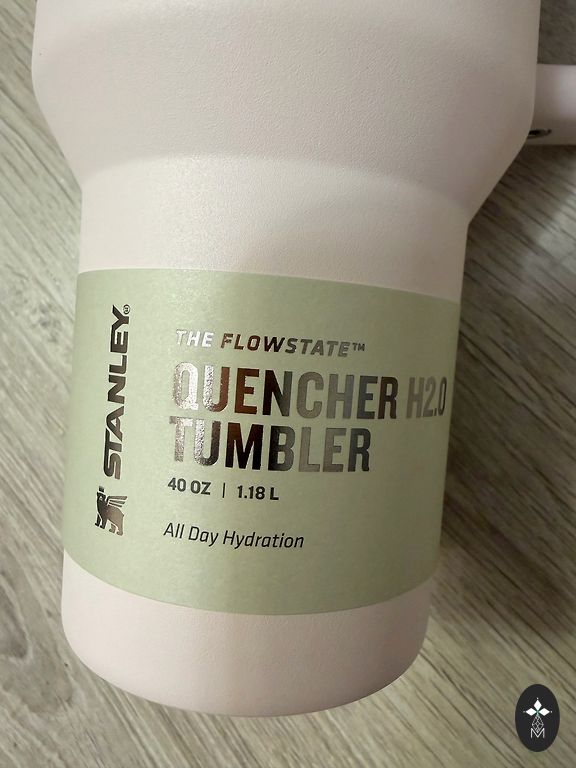 STANLEY®
THE FLOWSTATE™
QUENCHER H2.0
TUMBLER
40 OZ | 1.18 L
All Day Hydration
M